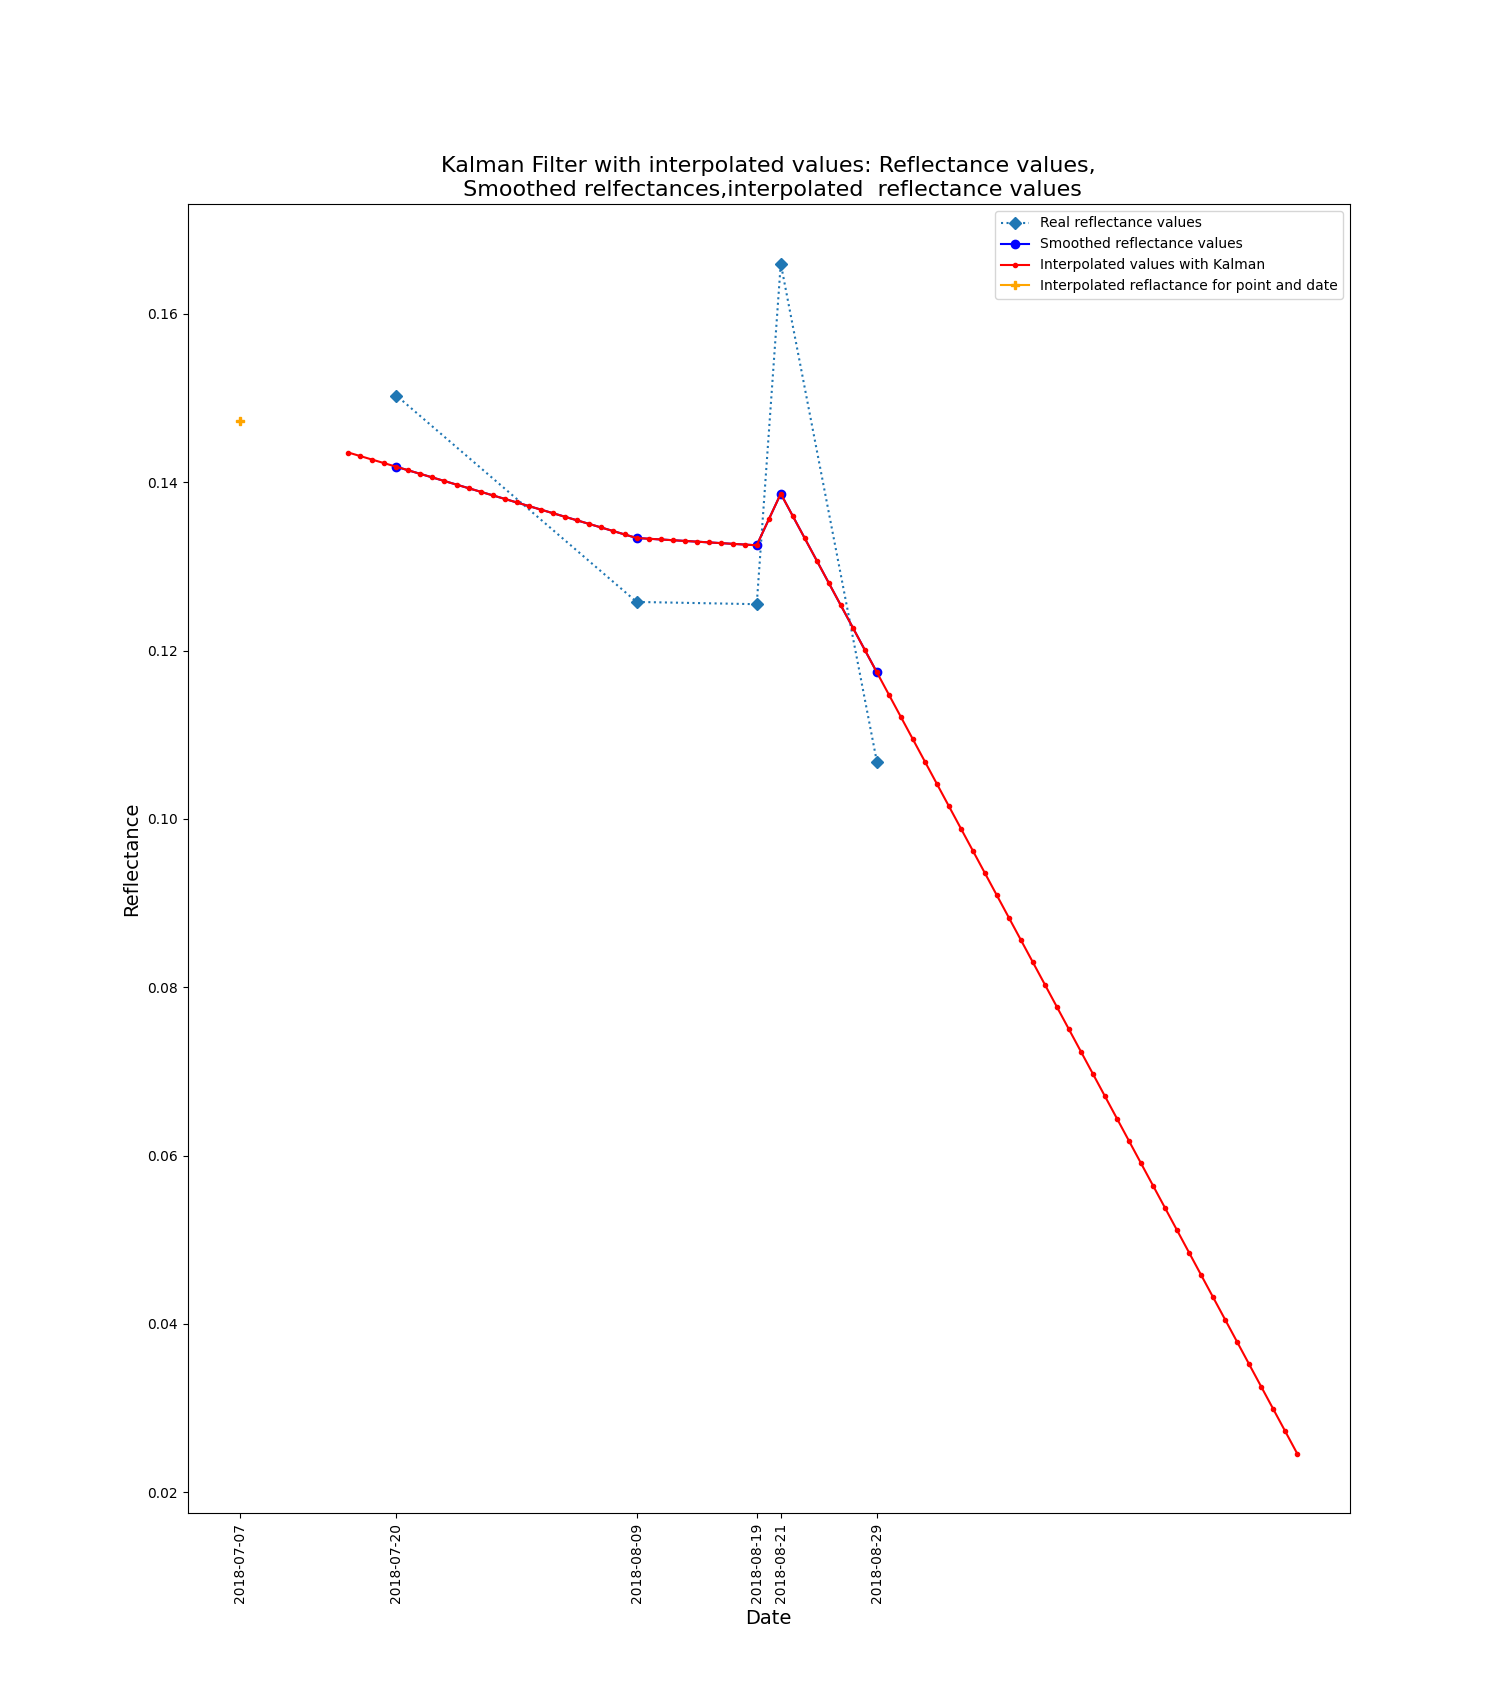 Kalman Filter with interpolated values: Reflectance values,
Smoothed relfectances,interpolated  reflectance values
Real reflectance values
Smoothed reflectance values
Interpolated values with Kalman
Interpolated reflactance for point and date
Reflectance
0.16
0.14
0.12
0.10
0.08
0.06
0.04
0.02
2018-07-07
2018-07-20
2018-08-09
2018-08-19
2018-08-21
2018-08-29
Date